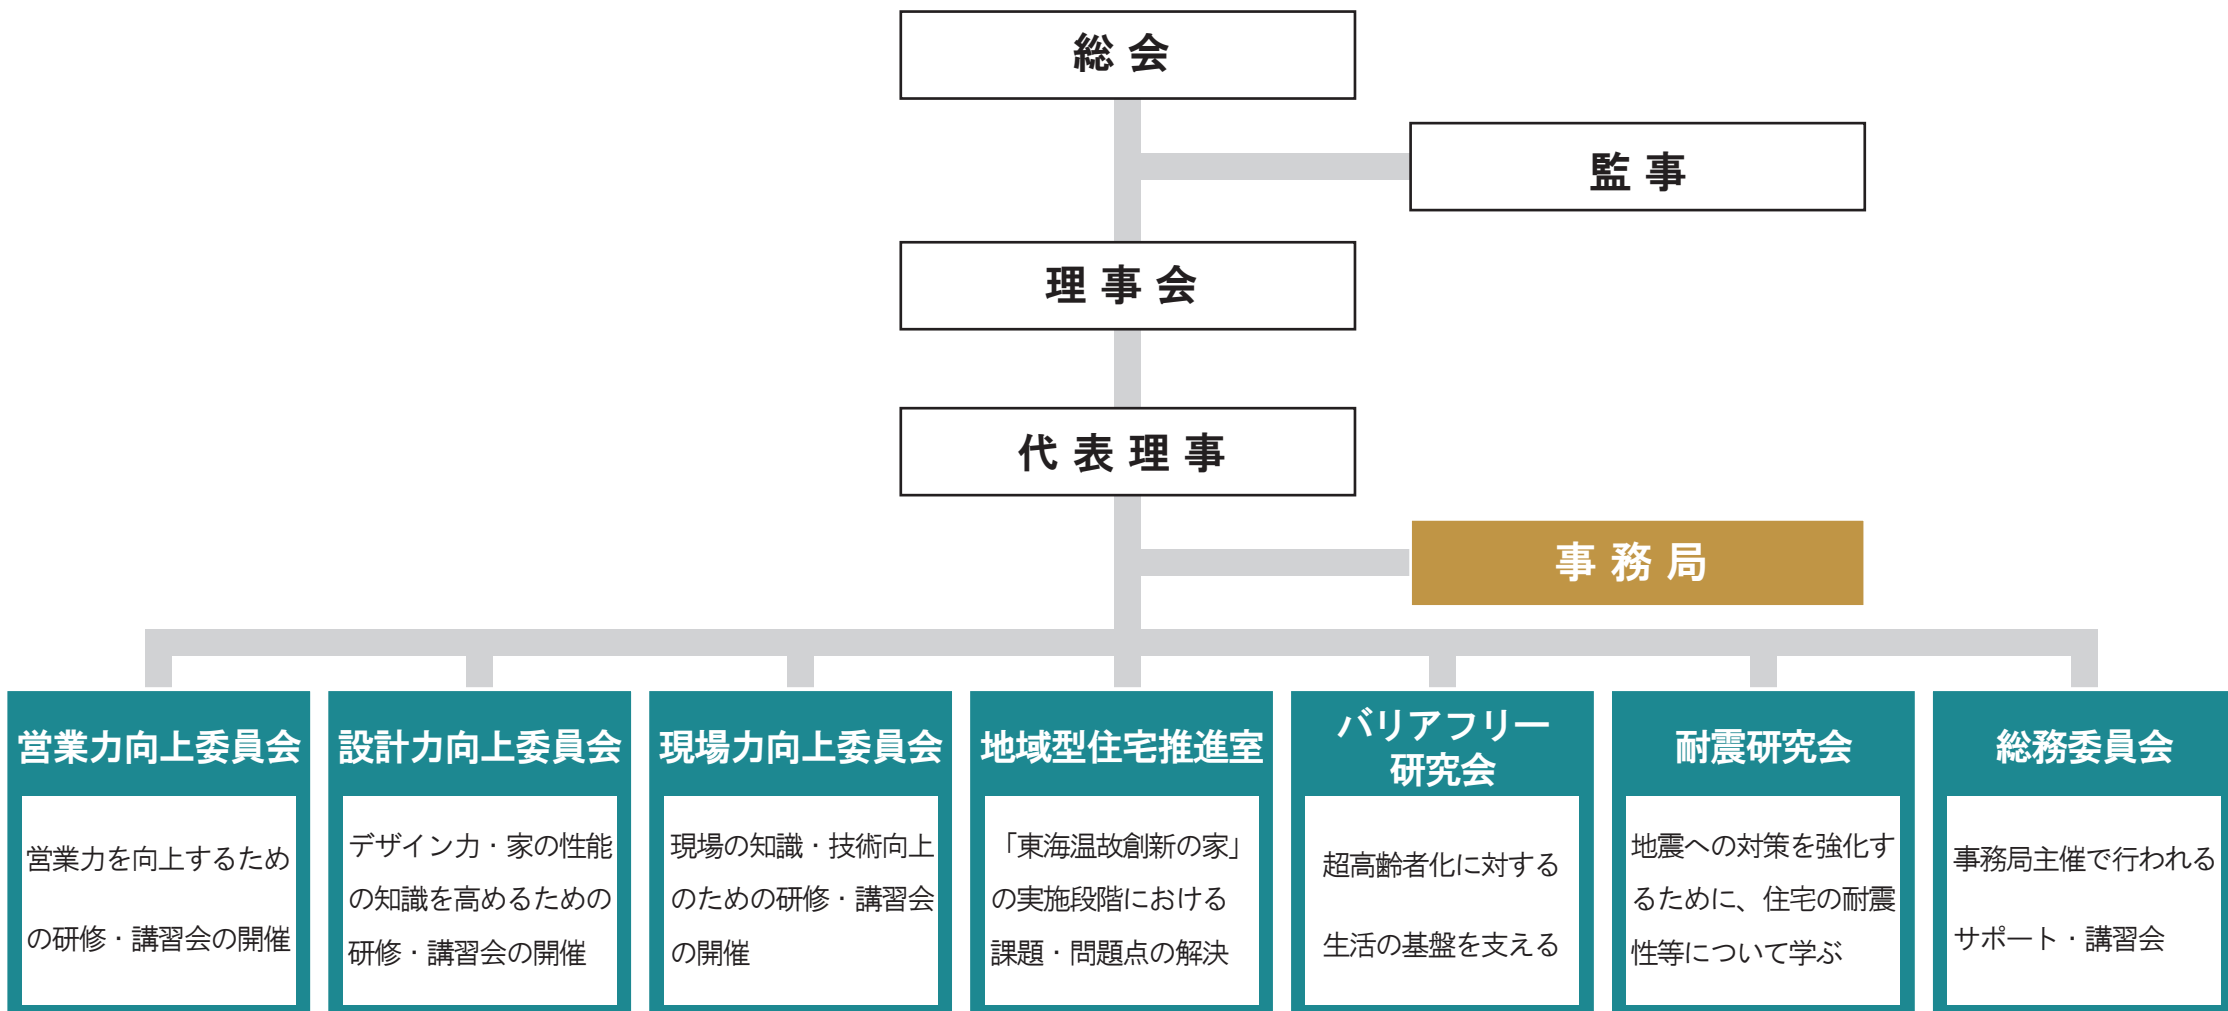 総会
監事
理事会
代表理事
事務局
営業力向上委員会
営業力を向上するため
の研修・講習会の開催
設計力向上委員会
デザイン力・家の性能
の知識を高めるための
研修・講習会の開催
現場力向上委員会
現場の知識・技術向上
のための研修・講習会
の開催
地域型住宅推進室
「東海温故創新の家」
の実施段階における
課題・問題点の解決
バリアフリー
研究会
超高齢者化に対する
生活の基盤を支える
耐震研究会
地震への対策を強化す
るために、住宅の耐震
性等について学ぶ
総務委員会
事務局主催で行われる
サポート・講習会